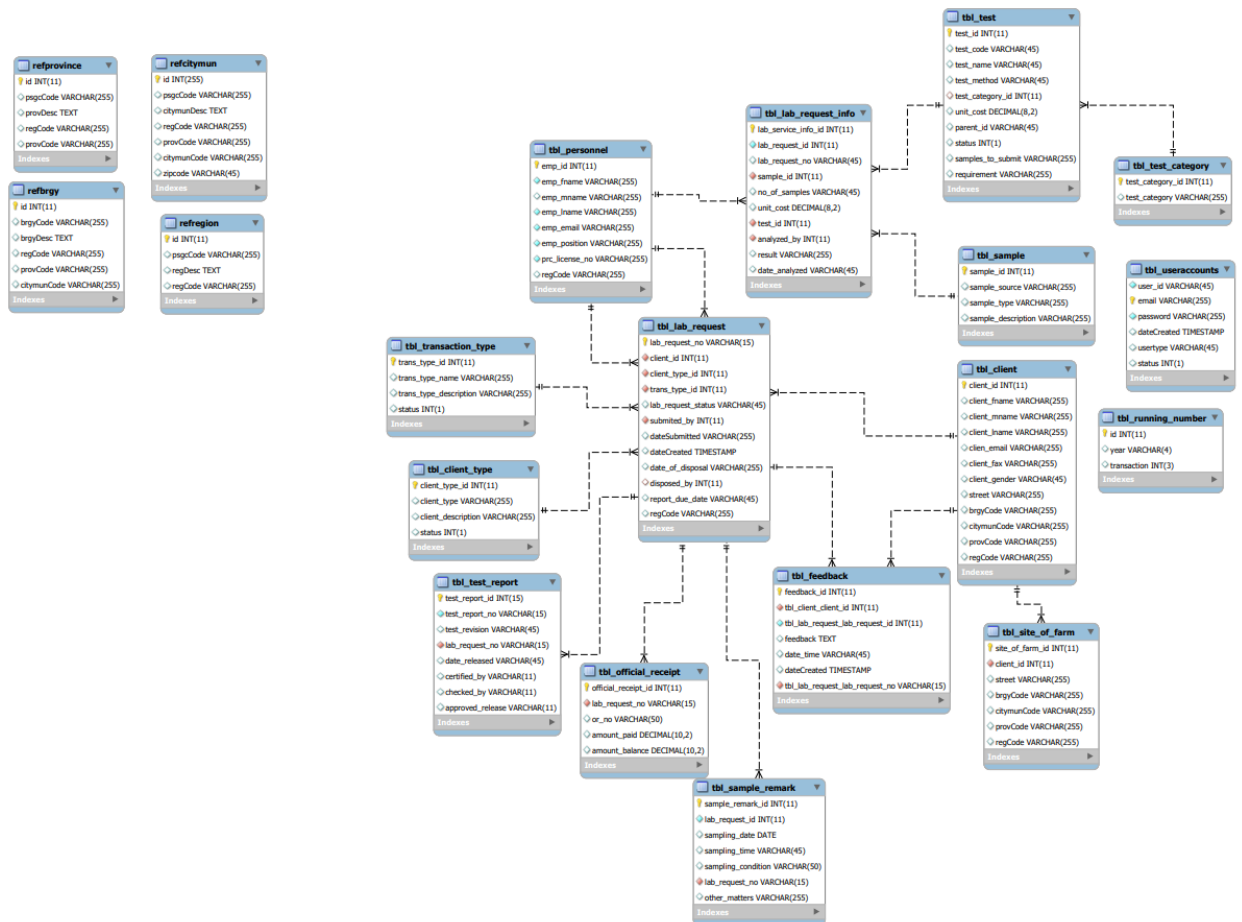 refprovince
id INT(11)
psgcCode VARCHAR(255)
provDesc TEXT
regCode VARCHAR(255)
provCode VARCHAR(255)
Indexes
refcitymun
id INT(255)
psgcCode VARCHAR(255)
citymunDesc TEXT
regCode VARCHAR(255)
provCode VARCHAR(255)
citymunCode VARCHAR(255)
zipcode VARCHAR(45)
Indexes
refbrgy
id INT(11)
brgyCode VARCHAR(255)
brgyDesc TEXT
regCode VARCHAR(255)
provCode VARCHAR(255)
citymunCode VARCHAR(255)
Indexes
refregion
id INT(11)
psgcCode VARCHAR(255)
regDesc TEXT
regCode VARCHAR(255)
Indexes
tbl_personnel
emp_id INT(11)
emp_fname VARCHAR(255)
emp_mname VARCHAR(255)
emp_lname VARCHAR(255)
emp_email VARCHAR(255)
emp_position VARCHAR(255)
prc_license_no VARCHAR(255)
regCode VARCHAR(255)
Indexes
tbl_lab_request_info
lab_service_info_id INT(11)
lab_request_id INT(11)
lab_request_no VARCHAR(45)
sample_id INT(11)
no_of_samples VARCHAR(45)
unit_cost DECIMAL(8,2)
test_id INT(11)
analyzed_by INT(11)
result VARCHAR(255)
date_analyzed VARCHAR(45)
Indexes
tbl_test
test_id INT(11)
test_code VARCHAR(45)
test_name VARCHAR(45)
test_method VARCHAR(45)
test_category_id INT(11)
unit_cost DECIMAL(8,2)
parent_id VARCHAR(45)
status INT(1)
samples_to_submit VARCHAR(255)
requirement VARCHAR(255)
Indexes
tbl_test_category
test_category_id INT(11)
test_category VARCHAR(255)
Indexes
tbl_sample
sample_id INT(11)
sample_source VARCHAR(255)
sample_type VARCHAR(255)
sample_description VARCHAR(255)
Indexes
tbl_useraccounts
user_id VARCHAR(45)
email VARCHAR(255)
password VARCHAR(255)
dateCreated TIMESTAMP
usertype VARCHAR(45)
status INT(1)
Indexes
tbl_transaction_type
trans_type_id INT(11)
trans_type_name VARCHAR(255)
trans_type_description VARCHAR(255)
status INT(1)
Indexes
tbl_lab_request
lab_request_no VARCHAR(15)
client_id INT(11)
client_type_id INT(11)
trans_type_id INT(11)
lab_request_status VARCHAR(45)
submited_by INT(11)
dateSubmitted VARCHAR(255)
dateCreated TIMESTAMP
date_of_disposal VARCHAR(255)
disposed_by INT(11)
report_due_date VARCHAR(45)
regCode VARCHAR(255)
Indexes
tbl_client
client_id INT(11)
client_fname VARCHAR(255)
client_mname VARCHAR(255)
client_lname VARCHAR(255)
clien_email VARCHAR(255)
client_fax VARCHAR(255)
client_gender VARCHAR(45)
street VARCHAR(255)
brgyCode VARCHAR(255)
citymunCode VARCHAR(255)
provCode VARCHAR(255)
regCode VARCHAR(255)
Indexes
tbl_running_number
id INT(11)
year VARCHAR(4)
transaction INT(3)
Indexes
tbl_client_type
client_type_id INT(11)
client_type VARCHAR(255)
client_description VARCHAR(255)
status INT(1)
Indexes
tbl_test_report
test_report_id INT(15)
test_report_no VARCHAR(15)
test_revision VARCHAR(45)
lab_request_no VARCHAR(15)
date_released VARCHAR(45)
certified_by VARCHAR(11)
checked_by VARCHAR(11)
approved_release VARCHAR(11)
Indexes
tbl_feedback
feedback_id INT(11)
tbl_client_client_id INT(11)
tbl_lab_request_lab_request_id INT(11)
feedback TEXT
date_time VARCHAR(45)
dateCreated TIMESTAMP
tbl_lab_request_lab_request_no VARCHAR(15)
Indexes
tbl_site_of_farm
site_of_farm_id INT(11)
client_id INT(11)
street VARCHAR(255)
brgyCode VARCHAR(255)
citymunCode VARCHAR(255)
provCode VARCHAR(255)
regCode VARCHAR(255)
Indexes
tbl_official_receipt
official_receipt_id INT(11)
lab_request_no VARCHAR(15)
or_no VARCHAR(50)
amount_paid DECIMAL(10,2)
amount_balance DECIMAL(10,2)
Indexes
tbl_sample_remark
sample_remark_id INT(11)
lab_request_id INT(11)
sampling_date DATE
sampling_time VARCHAR(45)
sampling_condition VARCHAR(50)
lab_request_no VARCHAR(15)
other_matters VARCHAR(255)
Indexes